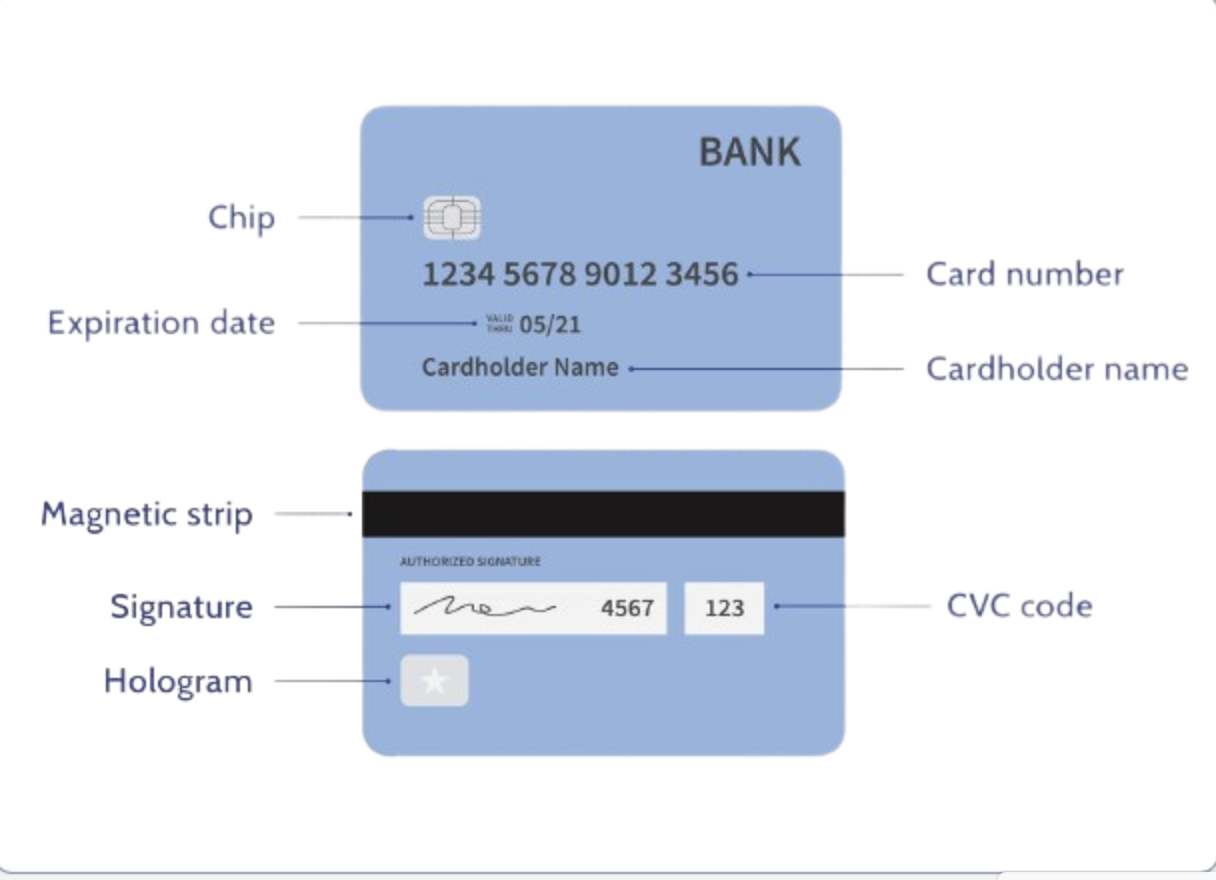 BANK
Chip
1234 5678 9012 3456
Card number
Expiration date
VALID
THRU
05/21
Cardholder Name
Cardholder name
Magnetic strip
AUTHORIZED SIGNATURE
Signature
4567
123
CVC code
Hologram